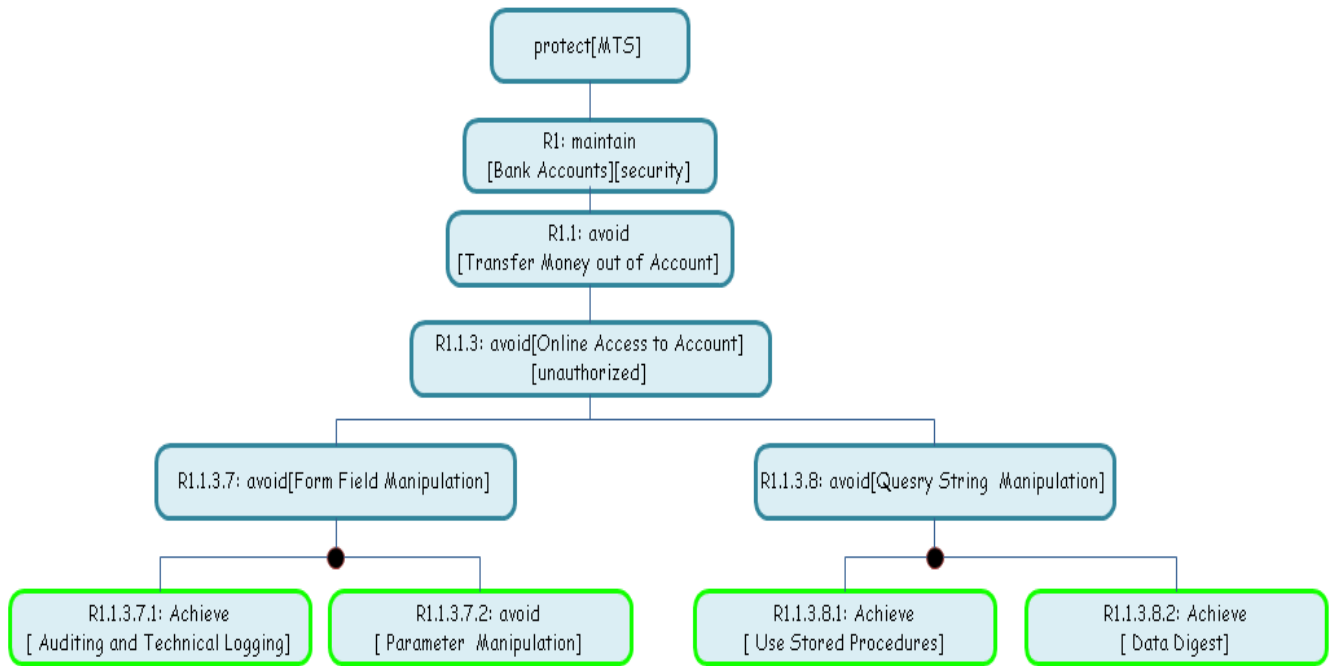 protect[MTS]
R1: maintain
[Bank Accounts][security]
R1.1: avoid
[Transfer Money out of Account]
R1.1.3: avoid[Online Access to Account]
[unauthorized]
R1.1.3.7: avoid[Form Field Manipulation]
R1.1.3.8: avoid[Quesry String Manipulation]
R1.1.3.7.1: Achieve
[ Auditing and Technical Logging]
R1.1.3.7.2: avoid
[ Parameter Manipulation]
R1.1.3.8.1: Achieve
[ Use Stored Procedures]
R1.1.3.8.2: Achieve
[ Data Digest]